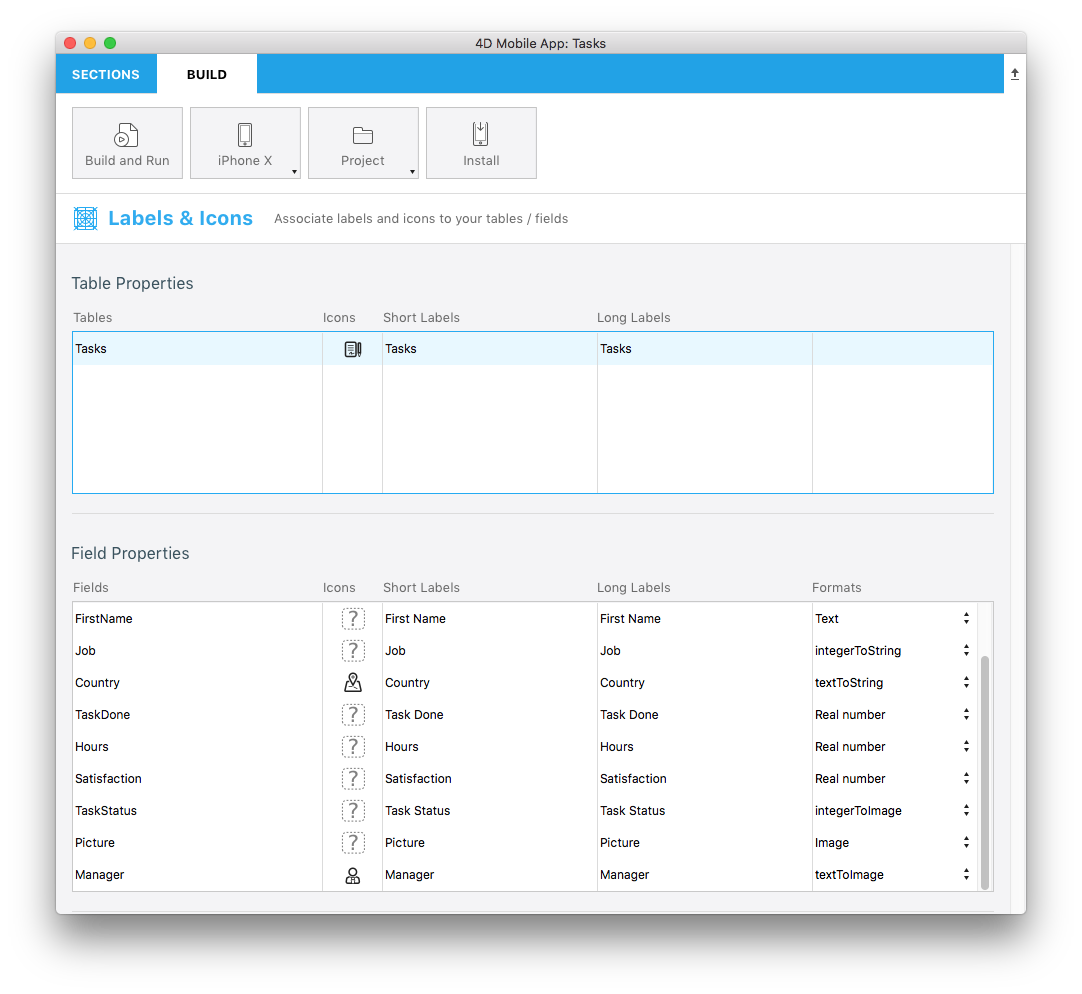 4D Mobile App: Tasks
SECTIONS BUILD
Build and Run iPhone X Project Install
Labels & Icons Associate labels and icons to your tables / fields
Table Properties
Tables Icons Short Labels Long Labels
Tasks Tasks Tasks
Field Properties
Fields Icons Short Labels Long Labels Formats
FirstName ? First Name First Name Text
Job ? Job Job integerToString
Country Country Country textToString
TaskDone ? Task Done Task Done Real number
Hours ? Hours Hours Real number
Satisfaction ? Satisfaction Satisfaction Real number
TaskStatus ? Task Status Task Status integerToImage
Picture ? Picture Picture Image
Manager Manager Manager textToImage